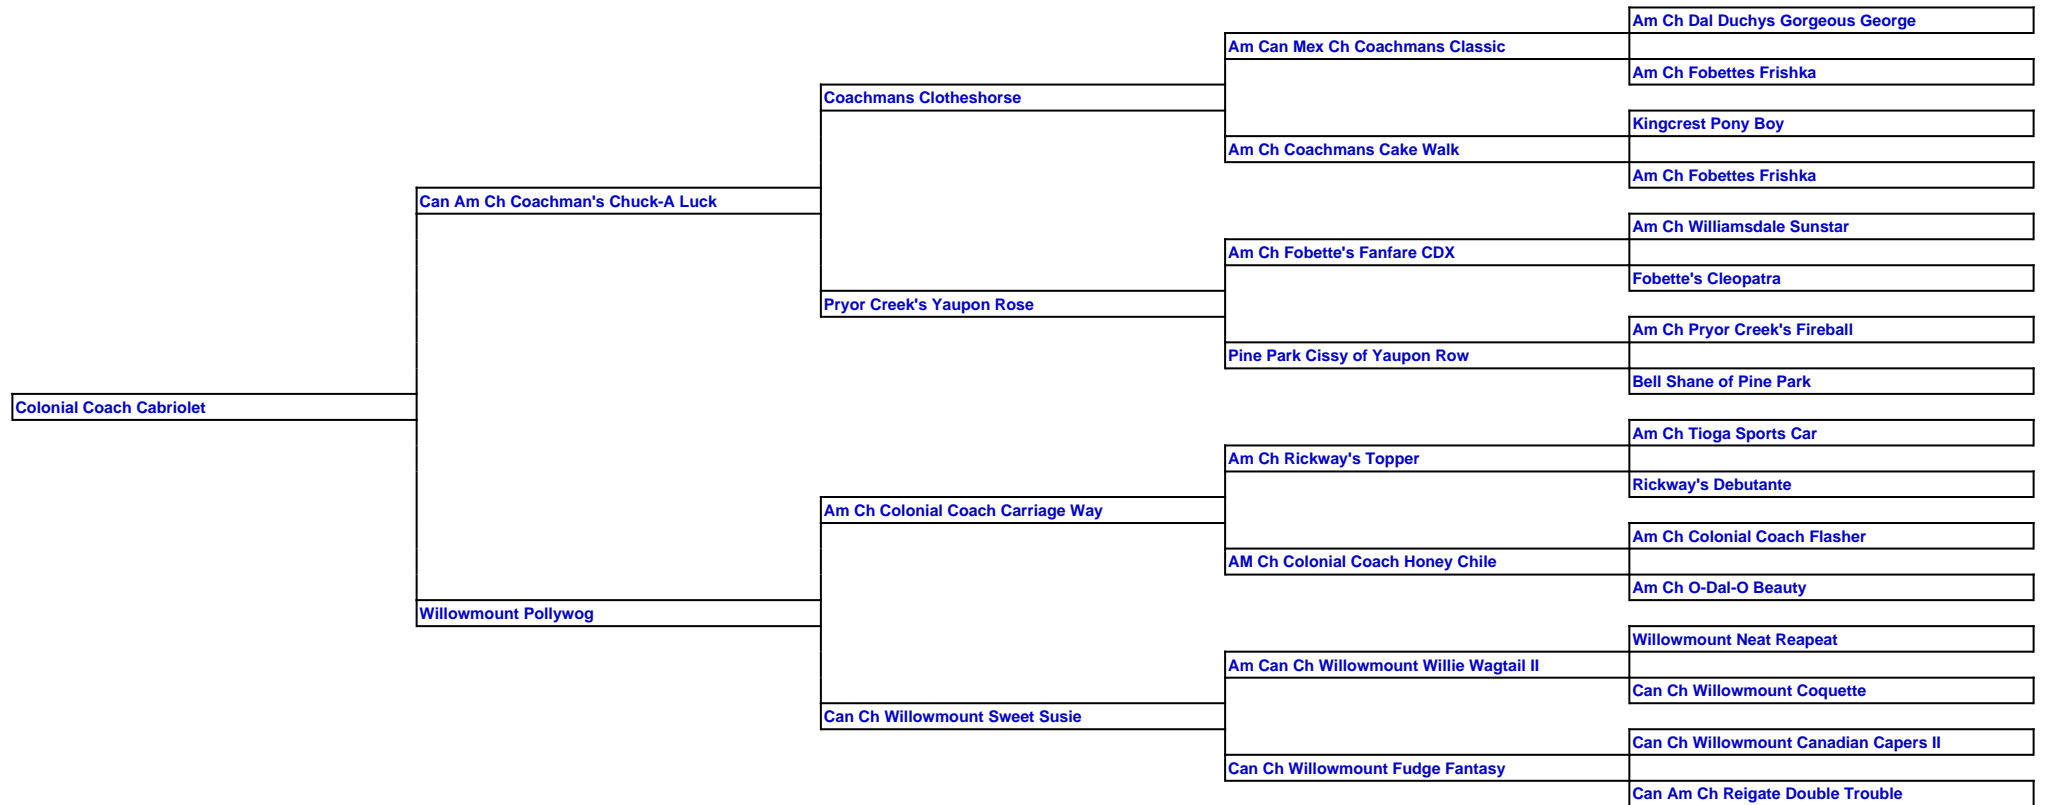 Am Ch Dal Duchys Gorgeous George
Am Can Mex Ch Coachmans Classic
Am Ch Fobettes Frishka
Coachmans Clotheshorse
Kingcrest Pony Boy
Am Ch Coachmans Cake Walk
Am Ch Fobettes Frishka
Can Am Ch Coachman's Chuck-A Luck
Am Ch Williamsdale Sunstar
Am Ch Fobette's Fanfare CDX
Fobette's Cleopatra
Pryor Creek's Yaupon Rose
Am Ch Pryor Creek's Fireball
Pine Park Cissy of Yaupon Row
Bell Shane of Pine Park
Colonial Coach Cabriolet
Am Ch Tioga Sports Car
Am Ch Rickway's Topper
Rickway's Debutante
Am Ch Colonial Coach Carriage Way
Am Ch Colonial Coach Flasher
AM Ch Colonial Coach Honey Chile
Am Ch O-Dal-O Beauty
Willowmount Pollywog
Willowmount Neat Reapeat
Am Can Ch Willowmount Willie Wagtail II
Can Ch Willowmount Coquette
Can Ch Willowmount Sweet Susie
Can Ch Willowmount Canadian Capers II
Can Ch Willowmount Fudge Fantasy
Can Am Ch Reigate Double Trouble